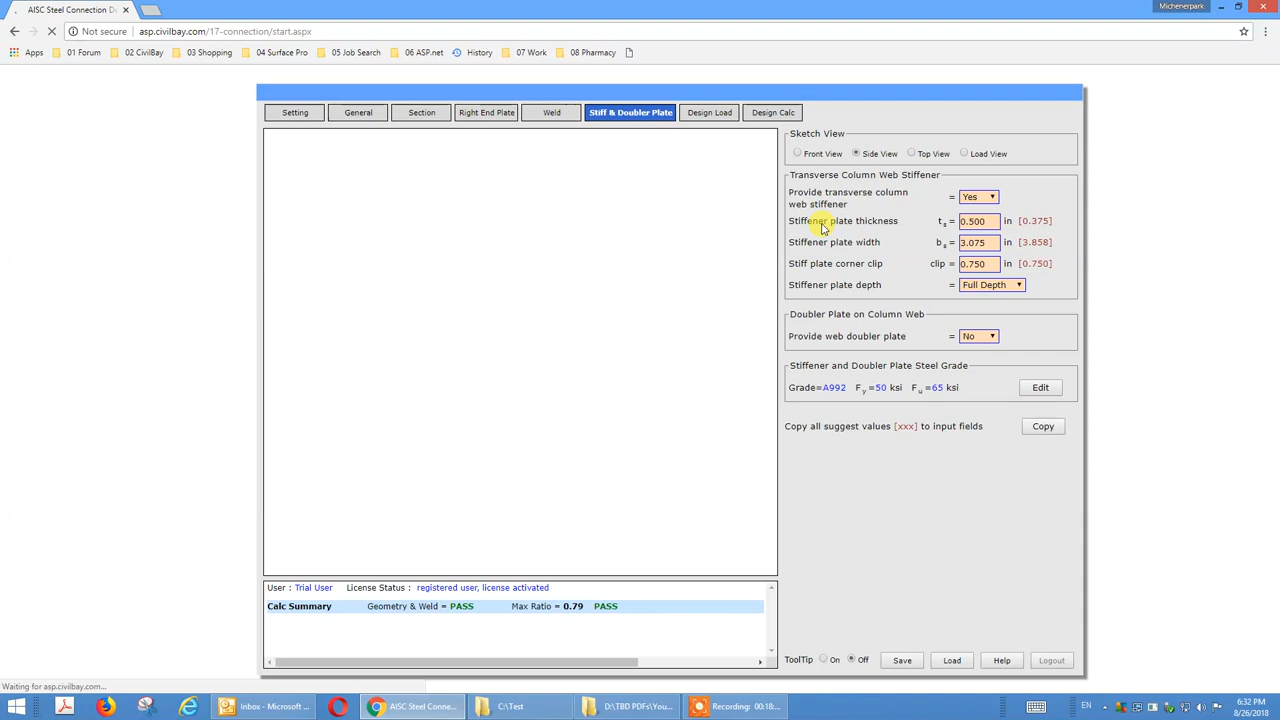 AISC Steel Connection D
Michenerpark
Not secure asp.civilbay.com/17-connection/start.aspx
Apps 01 Forum 02 CivilBay 03 Shopping 04 Surface Pro 05 Job Search 06 ASP.net History 07 Work 08 Pharmacy
Setting General Section Right End Plate Weld Stiff & Doubler Plate Design Load Design Calc
Sketch View
Front View Side View Top View Load View
Transverse Column Web Stiffener
Provide transverse column
web stiffener = Yes
Stiffener plate thickness ts = 0.500 in [0.375]
Stiffener plate width bs = 3.075 in [3.858]
Stiff plate corner clip clip = 0.750 in [0.750]
Stiffener plate depth = Full Depth
Doubler Plate on Column Web
Provide web doubler plate = No
Stiffener and Doubler Plate Steel Grade
Grade=A992 Fy=50 ksi Fu=65 ksi Edit
Copy all suggest values [xxx] to input fields Copy
User : Trial User License Status : registered user, license activated
Calc Summary Geometry & Weld = PASS Max Ratio = 0.79 PASS
ToolTip On Off Save Load Help Logout
Waiting for asp.civilbay.com...
Inbox - Microsoft ... AISC Steel Conne... C:\Test D:\TBD PDFs\You... Recording: 00:18:... EN 6:32 PM
8/26/2018